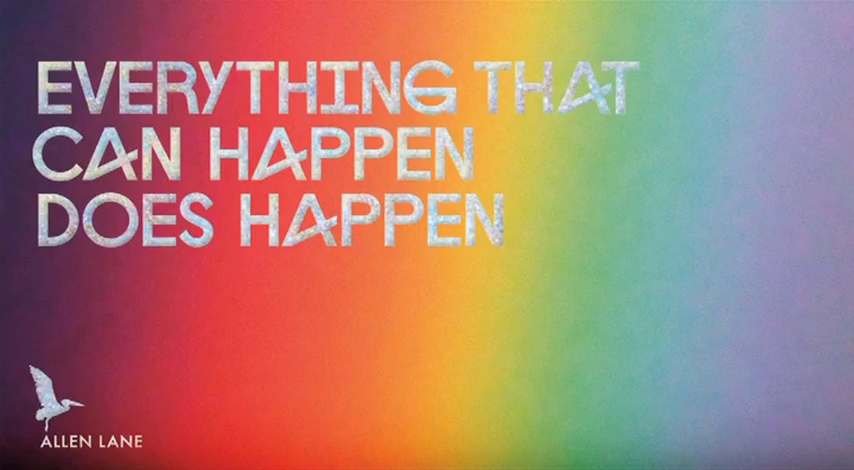 EVERYTHING THAT
CAN HAPPEN
DOES HAPPEN
ALLEN LANE